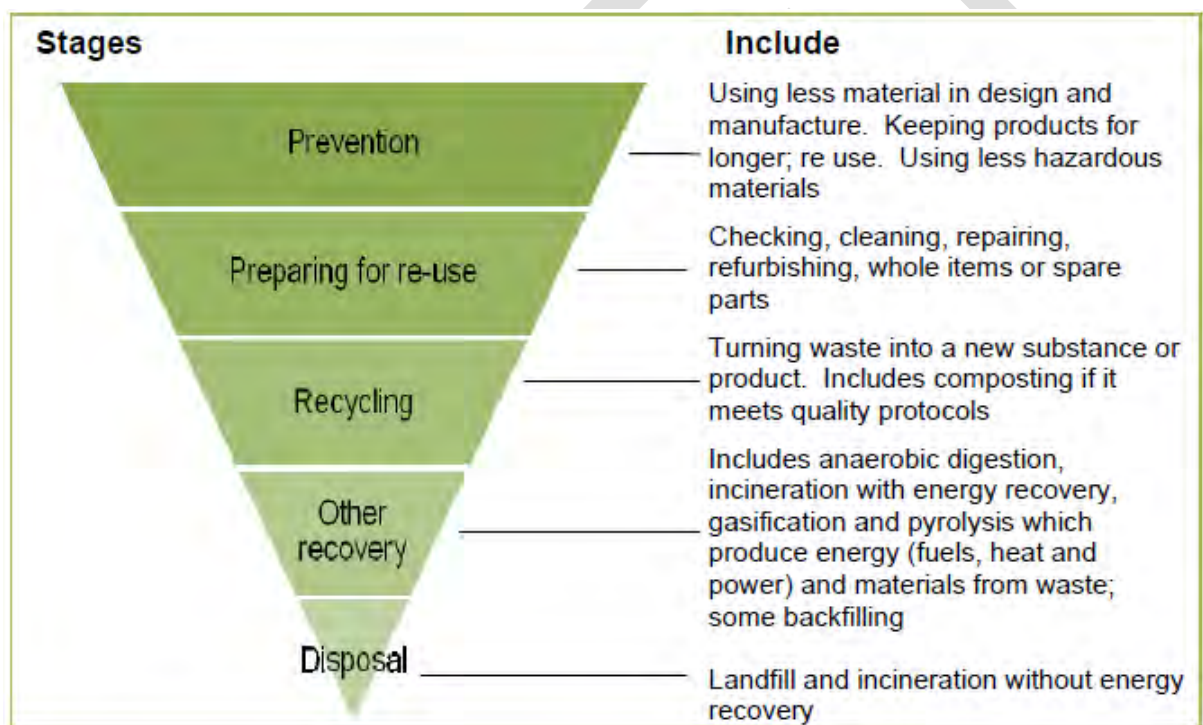 Stages
Include
Prevention
Using less material in design and
manufacture. Keeping products for
longer; re use. Using less hazardous
materials
Preparing for re-use
Checking, cleaning, repairing,
refurbishing, whole items or spare
parts
Recycling
Turning waste into a new substance or
product. Includes composting if it
meets quality protocols
Other
recovery
Includes anaerobic digestion,
incineration with energy recovery,
gasification and pyrolysis which
produce energy (fuels, heat and
power) and materials from waste;
some backfilling
Disposal
Landfill and incineration without energy
recovery